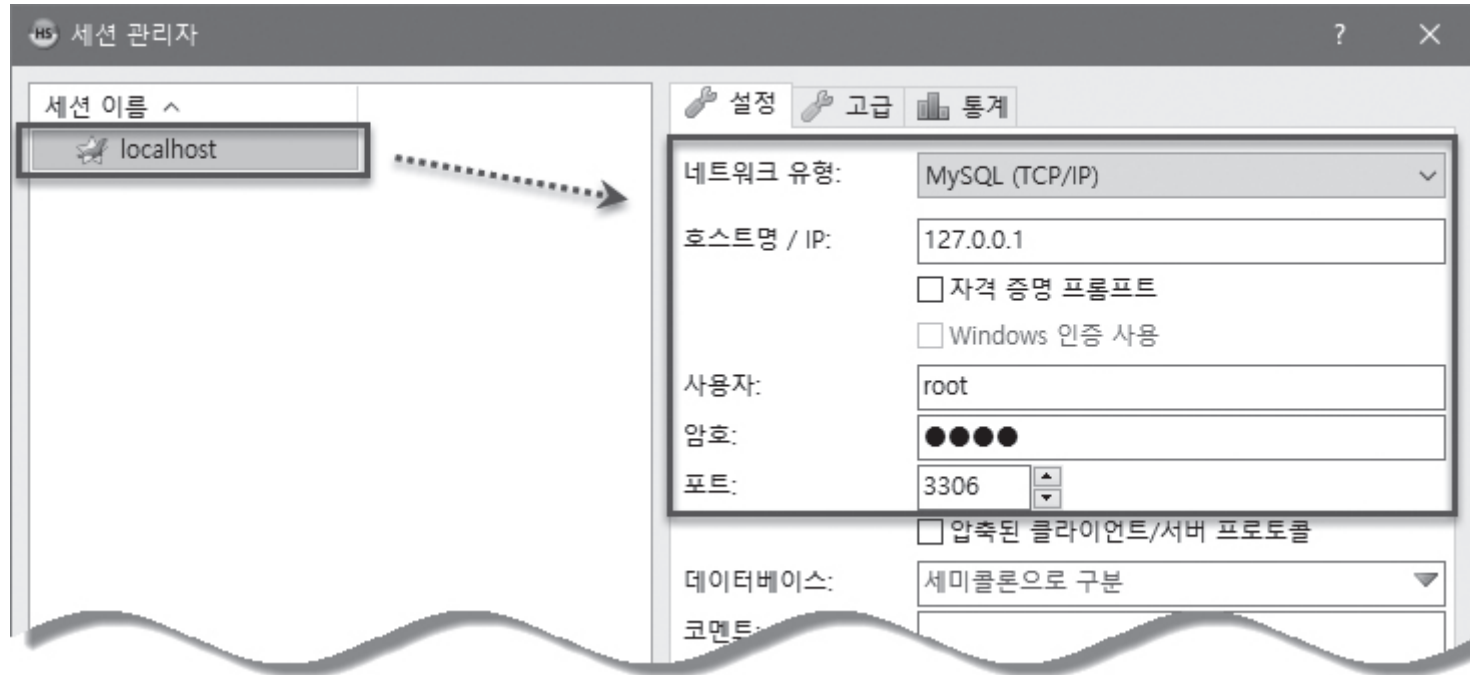 HS 세션 관리자 ? ×
세션 이름 ^
localhost
설정 고급 통계
네트워크 유형: MySQL (TCP/IP)
호스트명 / IP: 127.0.0.1
자격 증명 프롬프트
Windows 인증 사용
사용자: root
암호: ●●●●
포트: 3306
압축된 클라이언트/서버 프로토콜
데이터베이스: 세미콜론으로 구분
코멘트: